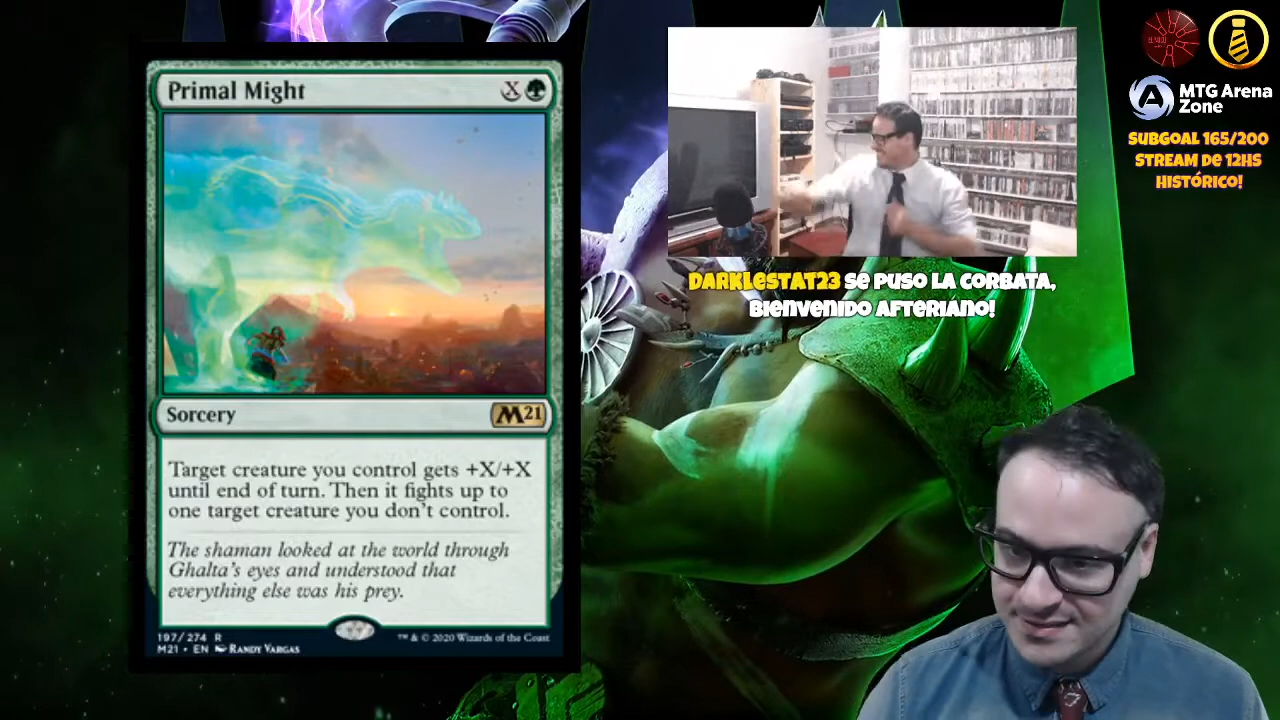 Primal Might
X
Sorcery
M21
Target creature you control gets +X/+X
until end of turn. Then it fights up to
one target creature you don't control.
The shaman looked at the world through
Ghalta's eyes and understood that
everything else was his prey.
197/274 R
M21 • EN Randy Vargas
™ & © 2020 Wizards of the Coast
DARKLESTAT23 SE PUSO LA CORBATA,
BIENVENIDO AFTERIANO!
MTG Arena
Zone
SUBGOAL 165/200
STREAM DE 12HS
HISTÓRICO!